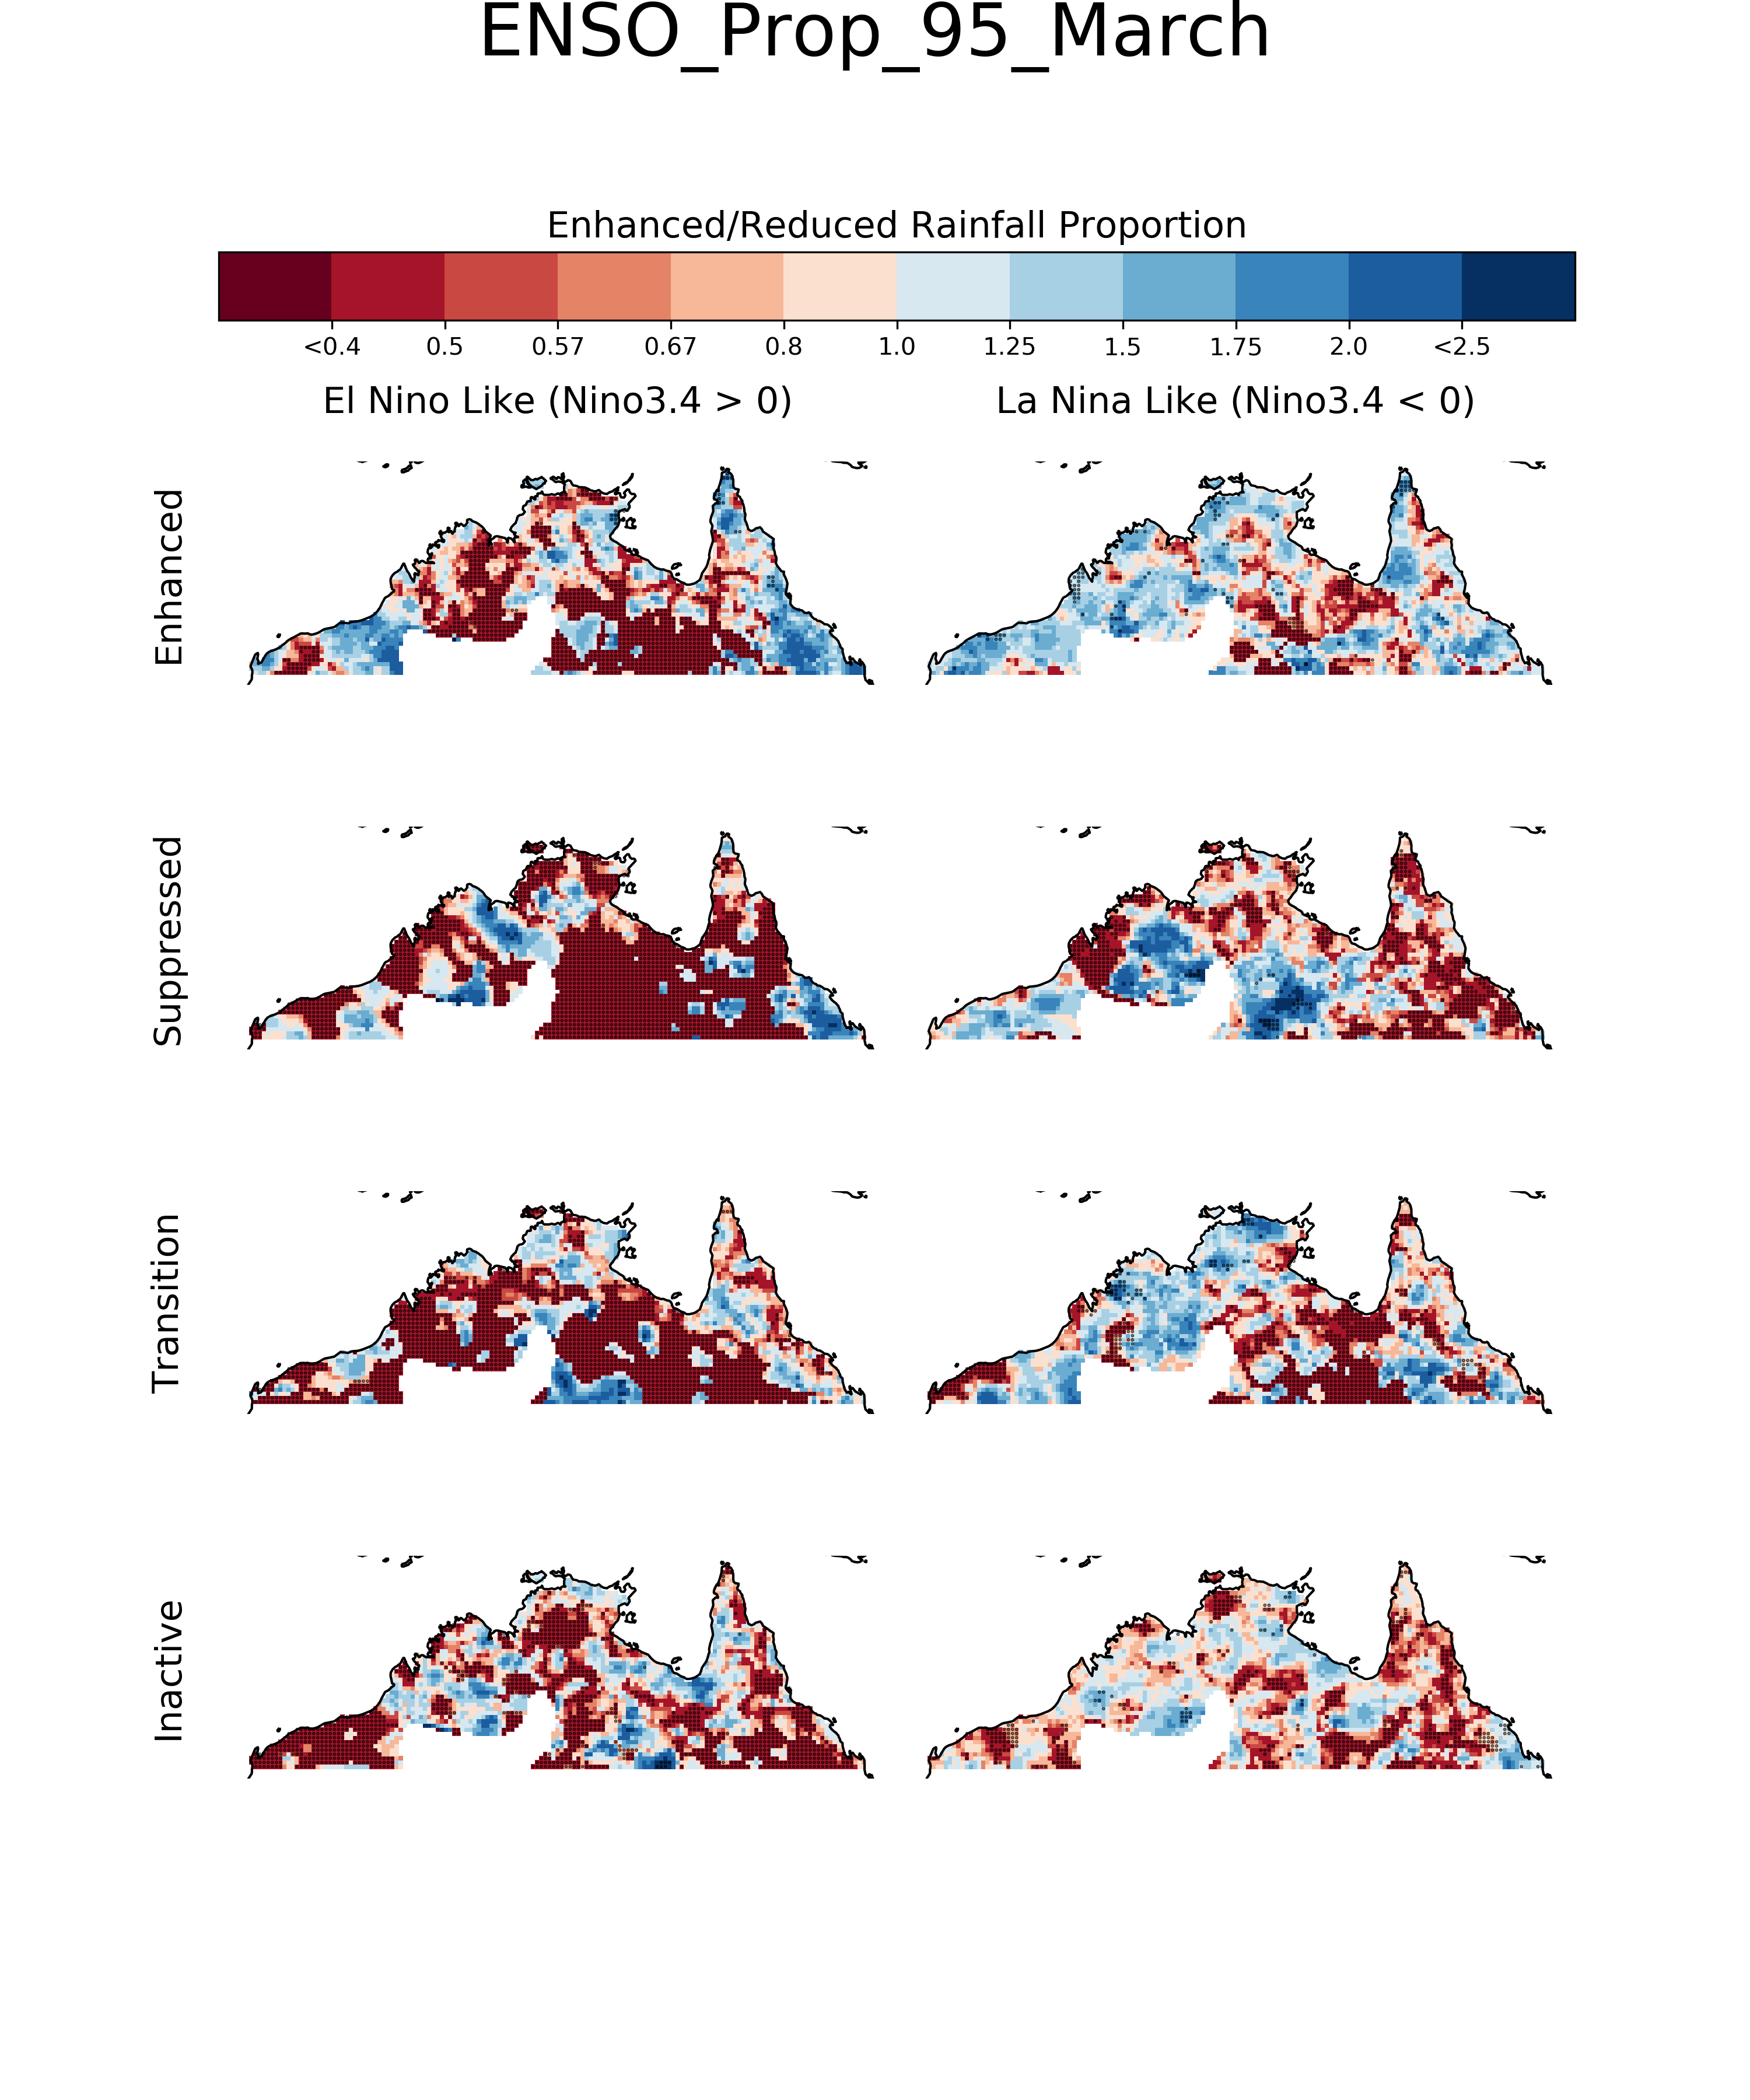 ENSO_Prop_95_March
Enhanced/Reduced Rainfall Proportion
<0.4 0.5 0.57 0.67 0.8 1.0 1.25 1.5 1.75 2.0 <2.5
El Nino Like (Nino3.4 > 0) La Nina Like (Nino3.4 < 0)
Enhanced
Suppressed
Transition
Inactive